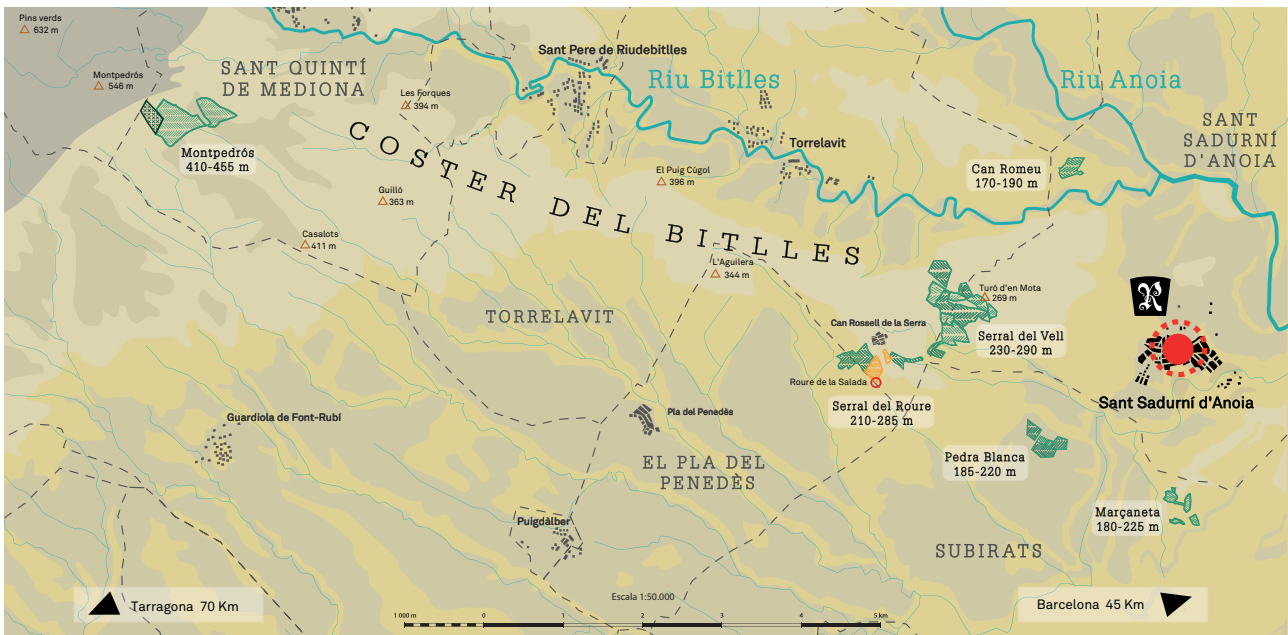 Pins verds
632 m
Montpedrós
546 m
SANT QUINTÍ
DE MEDIONA
Les Forques
394 m
Sant Pere de Riudebitlles
Riu Bitlles
Riu Anoia
SANT
SADURNÍ
D'ANOIA
Montpedrós
410-455 m
COSTER DEL BITLLES
Torrelavit
Can Romeu
170-190 m
El Puig Cúgol
396 m
Guilló
363 m
Casalots
411 m
L'Aguilera
344 m
Turó d'en Mota
269 m
R
TORRELAVIT
Can Rossell de la Serra
Serral del Vell
230-290 m
Roure de la Salada
Serral del Roure
210-285 m
Sant Sadurní d'Anoia
Guardiola de Font-Rubí
Pla del Penedès
EL PLA DEL
PENEDÈS
Pedra Blanca
185-220 m
Marçaneta
180-225 m
Puigdàlber
SUBIRATS
Tarragona 70 Km
Escala 1:50.000
1 000 m 0 1 2 3 4 5 km
Barcelona 45 Km